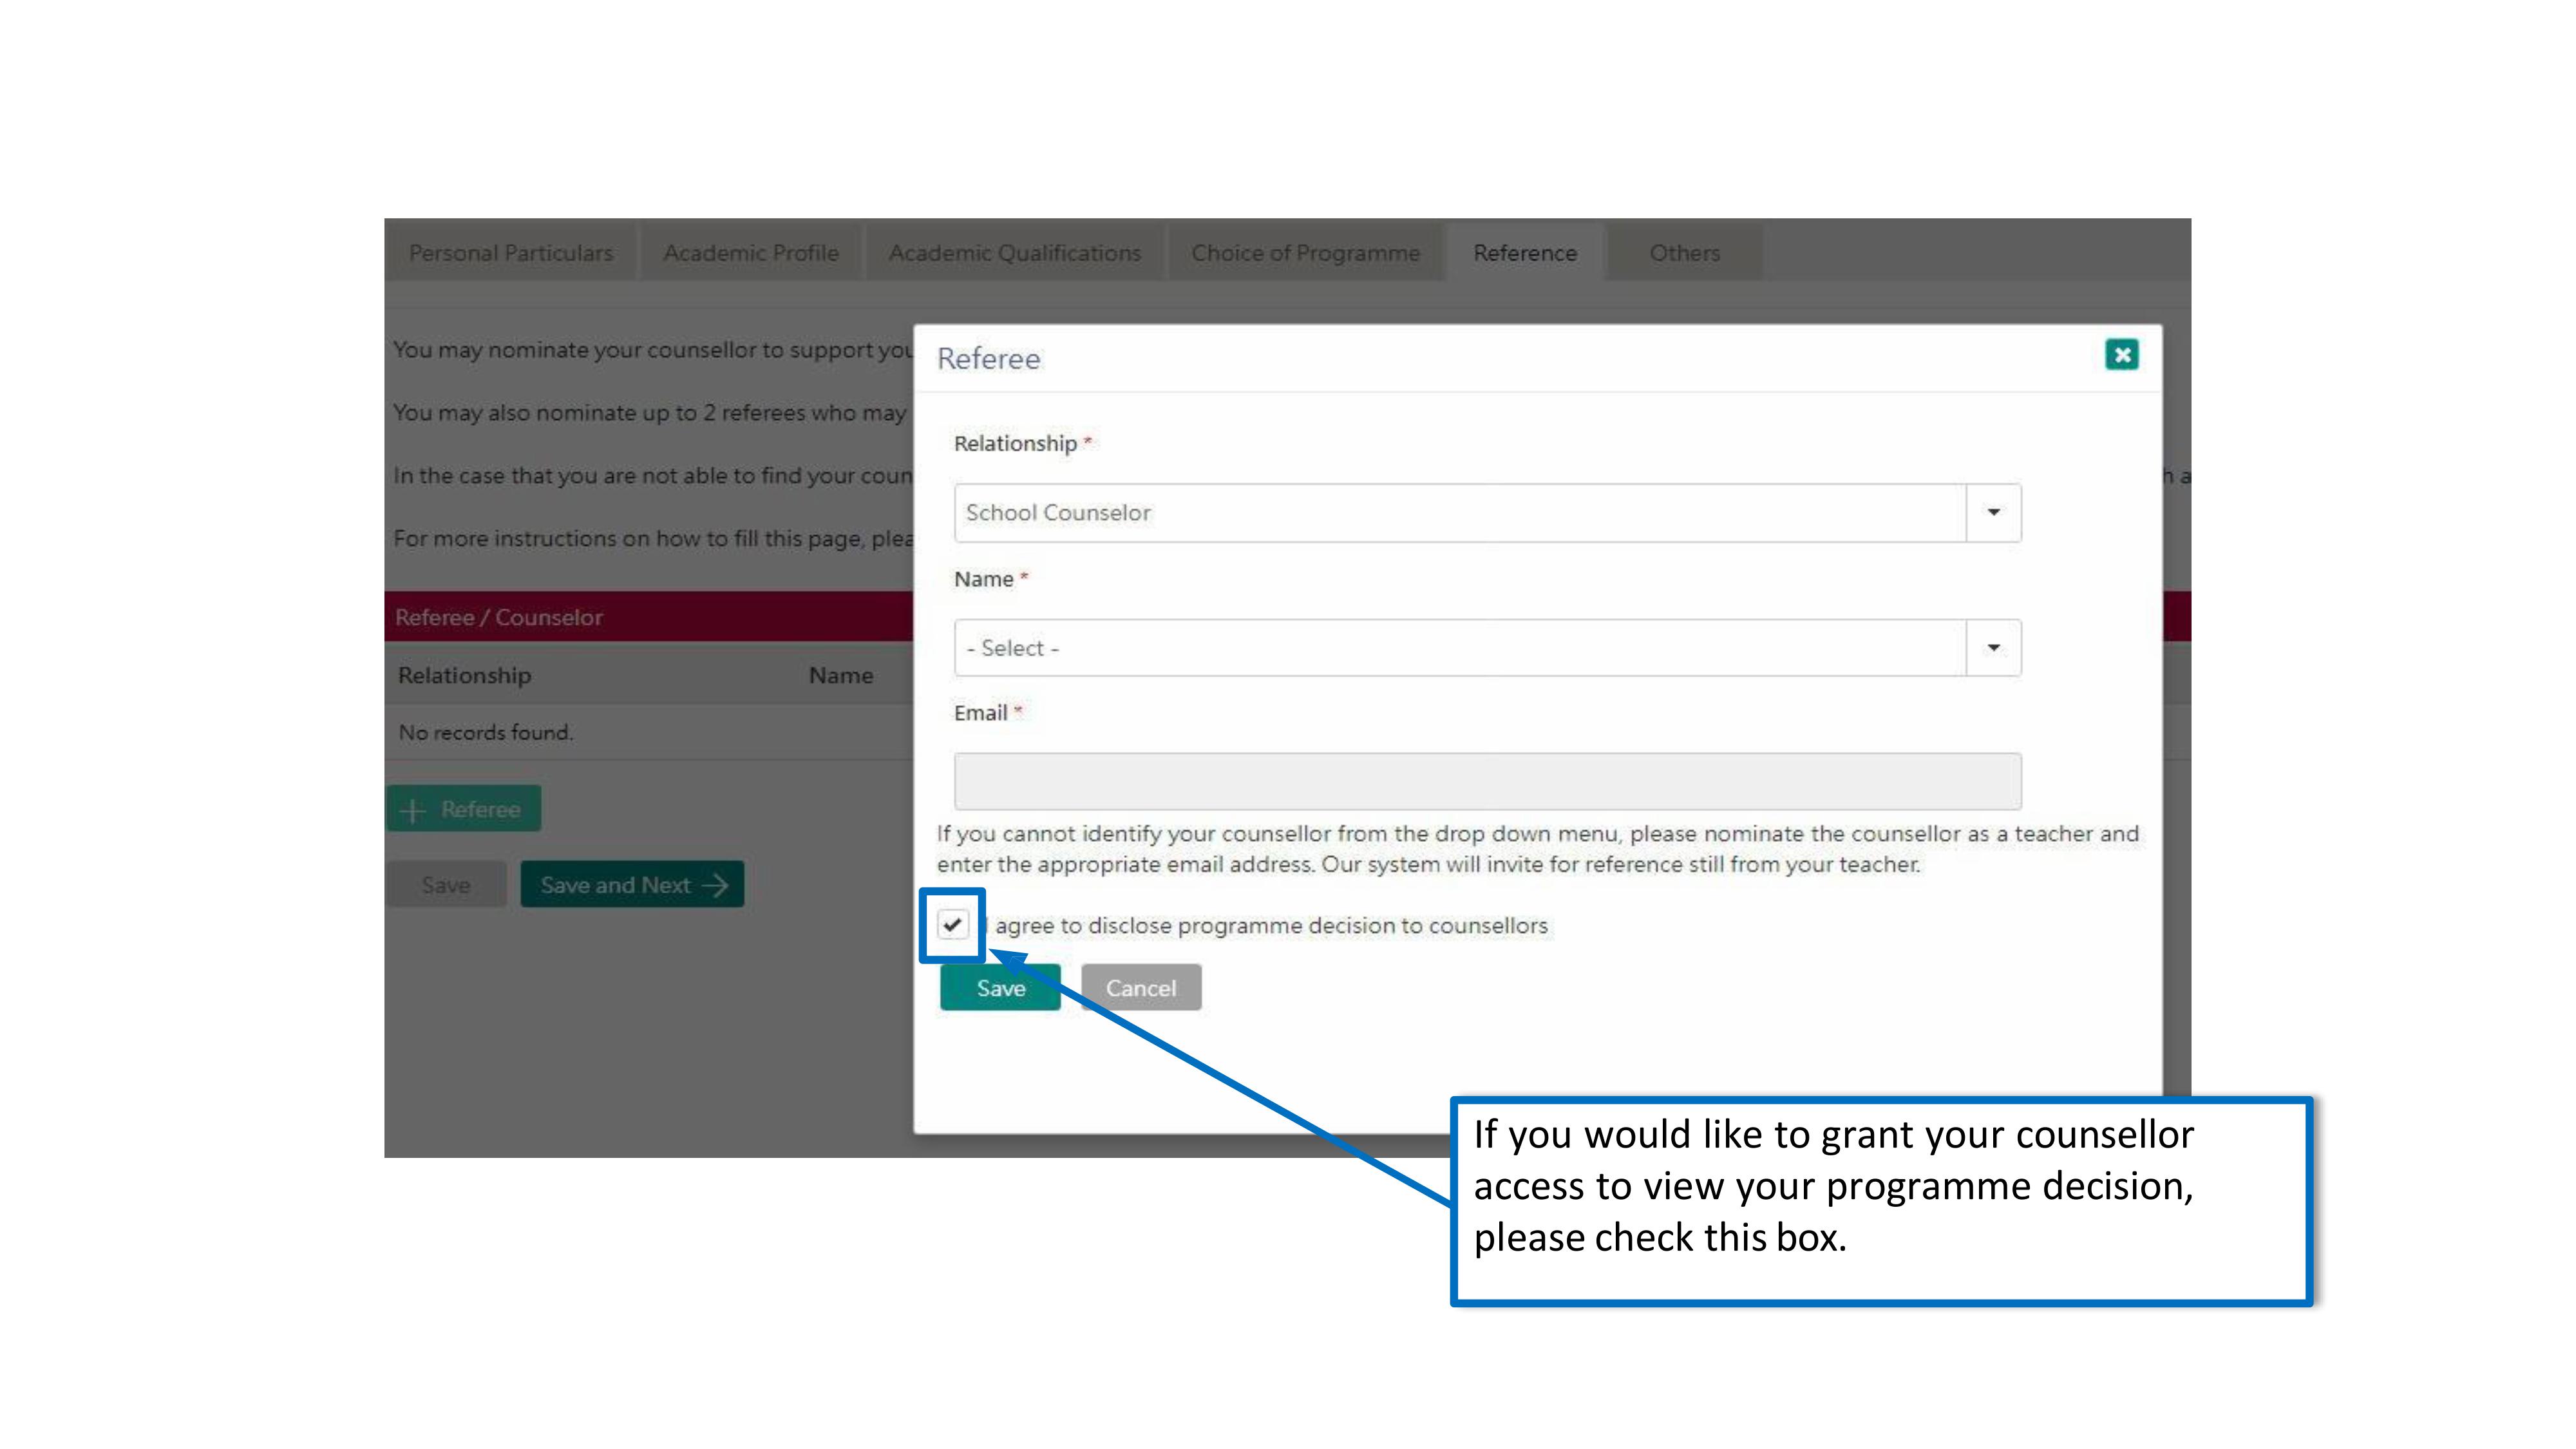 Personal Particulars Academic Profile Academic Qualifications Choice of Programme Reference Others
You may nominate your counsellor to support you
You may also nominate up to 2 referees who may
In the case that you are not able to find your coun
For more instructions on how to fill this page, plea
Referee / Counselor
Relationship Name
No records found.
+ Referee
Save Save and Next →
Referee
Relationship *
School Counselor
Name *
- Select -
Email *
If you cannot identify your counsellor from the drop down menu, please nominate the counsellor as a teacher and
enter the appropriate email address. Our system will invite for reference still from your teacher.
I agree to disclose programme decision to counsellors
Save Cancel
If you would like to grant your counsellor
access to view your programme decision,
please check this box.